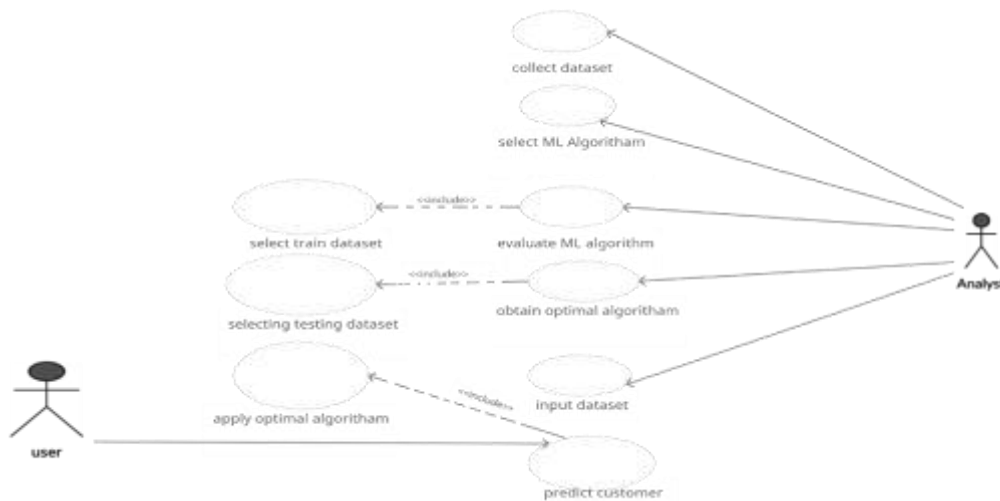 collect dataset
select ML Algoritham
<<include>>
select train dataset
evaluate ML algorithm
Analys
<<include>>
selecting testing dataset
obtain optimal algoritham
<<include>>
input dataset
apply optimal algoritham
user
predict customer